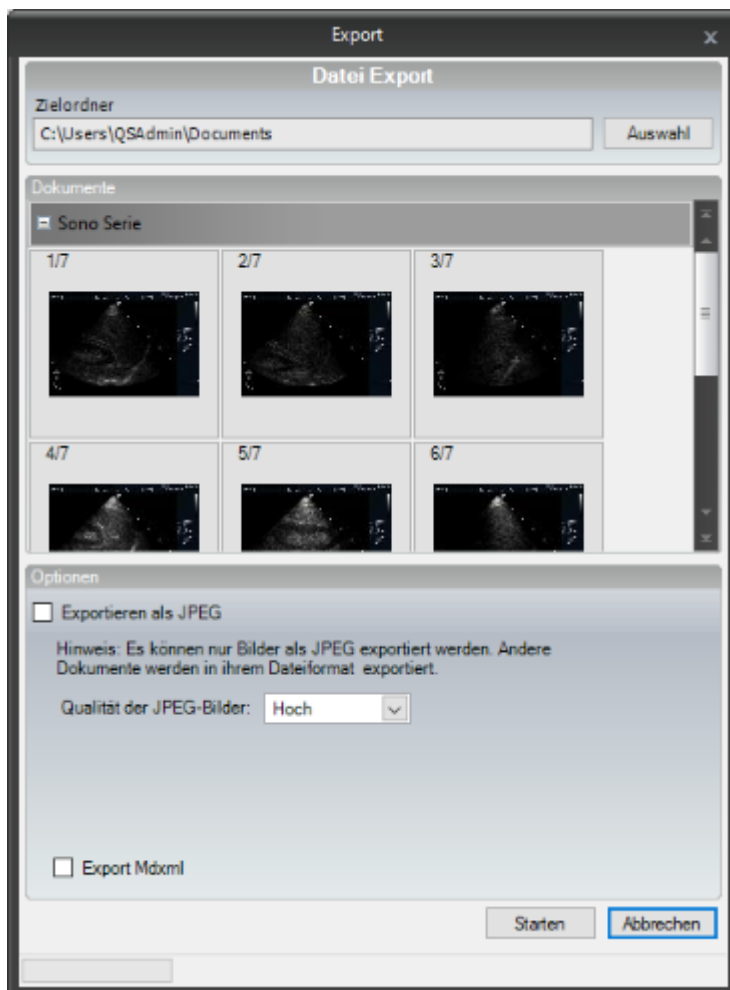 Export
Datei Export
Zielordner
C:\Users\QSAdmin\Documents
Auswahl
Dokumente
Sono Serie
1/7
2/7
3/7
4/7
5/7
6/7
Optionen
Exportieren als JPEG
Hinweis: Es können nur Bilder als JPEG exportiert werden. Andere
Dokumente werden in ihrem Dateiformat exportiert.
Qualität der JPEG-Bilder:
Hoch
Export Mdxml
Starten
Abbrechen